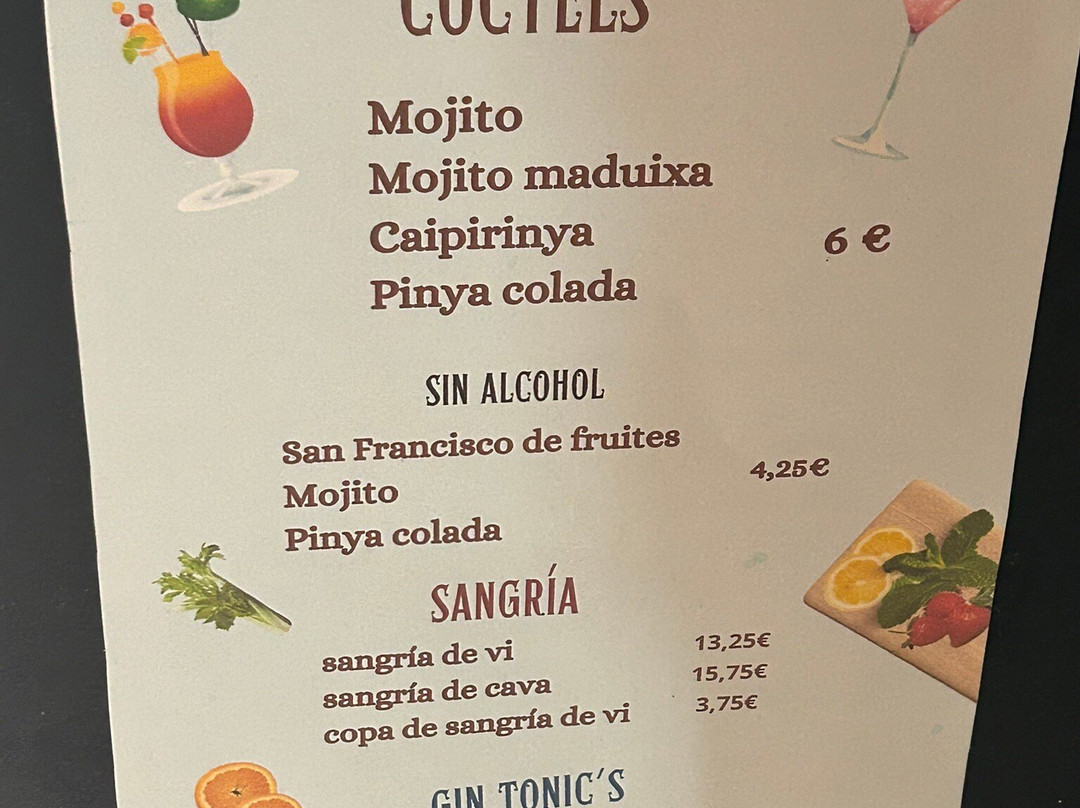 COCTELS
Mojito
Mojito maduixa
Caipirinya
6 €
Pinya colada
SIN ALCOHOL
San Francisco de fruites
4,25€
Mojito
Pinya colada
SANGRÍA
sangría de vi 13,25€
sangría de cava 15,75€
copa de sangría de vi 3,75€
GIN TONIC´S